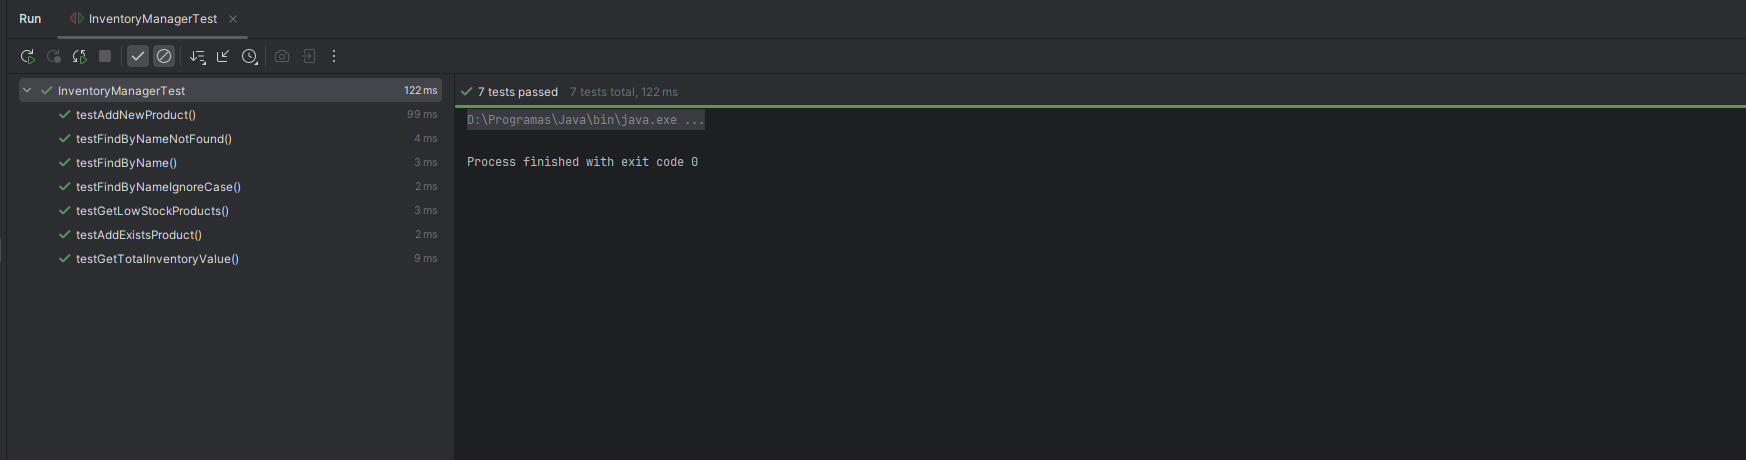 Run InventoryManagerTest
InventoryManagerTest 122 ms
testAddNewProduct() 99 ms
testFindByNameNotFound() 4 ms
testFindByName() 3 ms
testFindByNameIgnoreCase() 2 ms
testGetLowStockProducts() 3 ms
testAddExistsProduct() 2 ms
testGetTotalInventoryValue() 9 ms
7 tests passed 7 tests total, 122 ms
D:\Programas\Java\bin\java.exe ...
Process finished with exit code 0